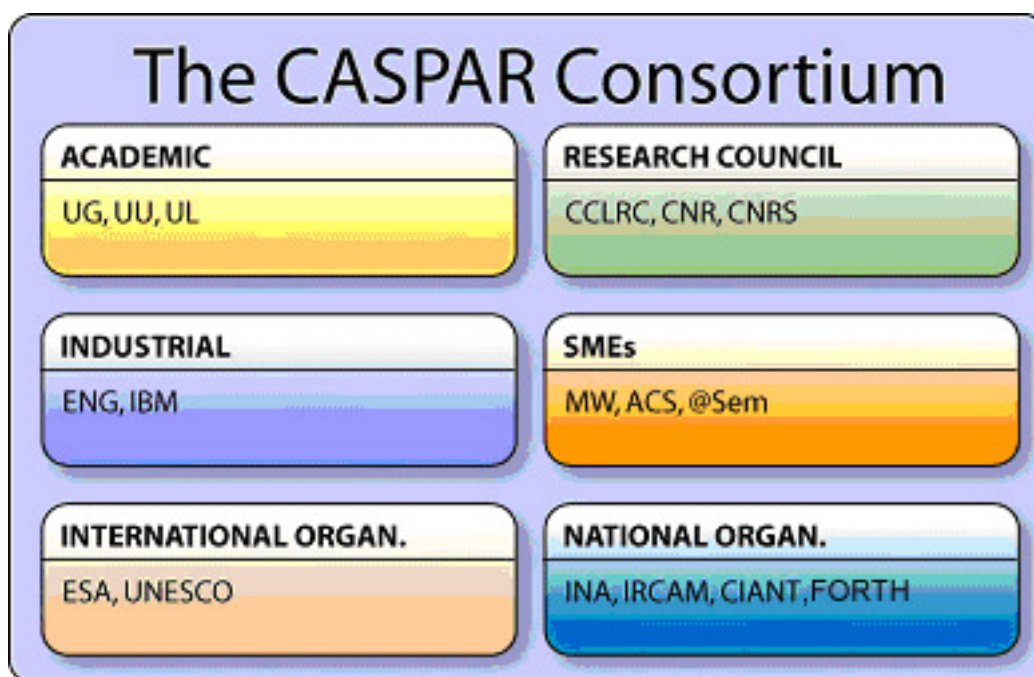 The CASPAR Consortium
ACADEMIC
UG, UU, UL
RESEARCH COUNCIL
CCLRC, CNR, CNRS
INDUSTRIAL
ENG, IBM
SMEs
MW, ACS, @Sem
INTERNATIONAL ORGAN.
ESA, UNESCO
NATIONAL ORGAN.
INA, IRCAM, CIANT,FORTH